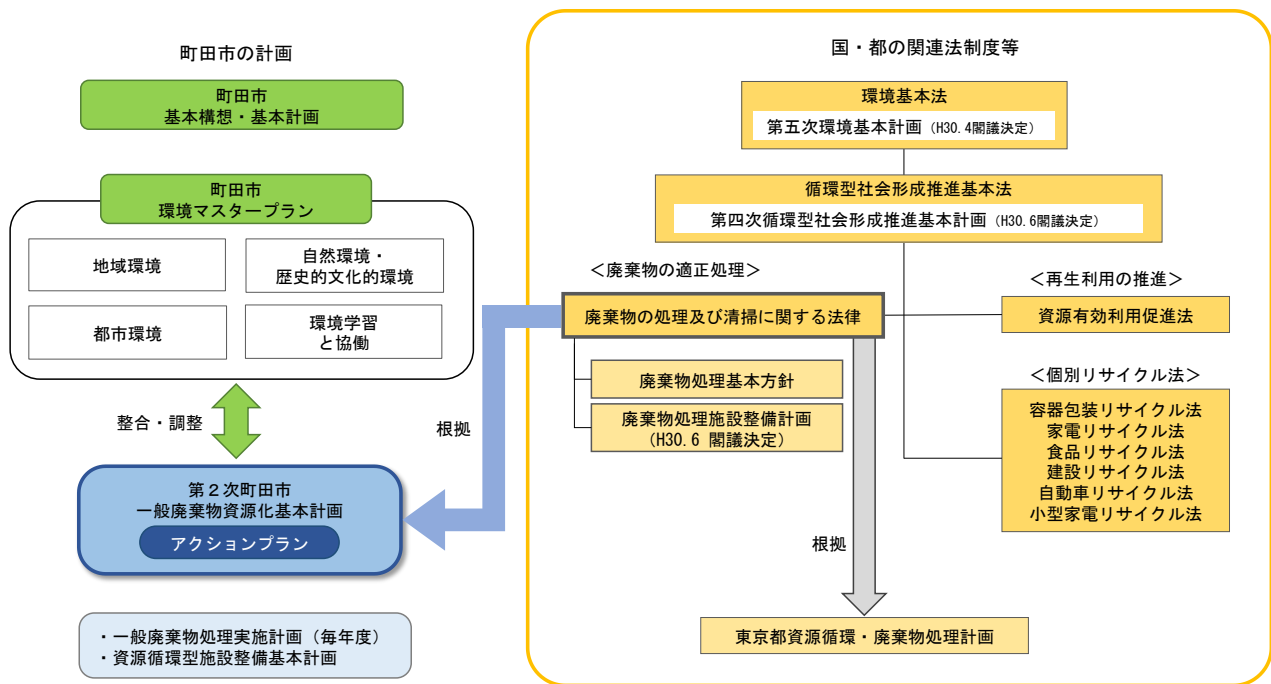 町田市の計画
町田市
基本構想・基本計画
町田市
環境マスタープラン
地域環境
自然環境・
歴史的文化的環境
都市環境
環境学習
と協働
整合・調整
根拠
第２次町田市
一般廃棄物資源化基本計画
アクションプラン
・一般廃棄物処理実施計画（毎年度）
・資源循環型施設整備基本計画
国・都の関連法制度等
環境基本法
第五次環境基本計画（H30.4閣議決定）
循環型社会形成推進基本法
第四次循環型社会形成推進基本計画（H30.6閣議決定）
＜廃棄物の適正処理＞
廃棄物の処理及び清掃に関する法律
廃棄物処理基本方針
廃棄物処理施設整備計画
（H30.6 閣議決定）
＜再生利用の推進＞
資源有効利用促進法
＜個別リサイクル法＞
容器包装リサイクル法
家電リサイクル法
食品リサイクル法
建設リサイクル法
自動車リサイクル法
小型家電リサイクル法
根拠
東京都資源循環・廃棄物処理計画